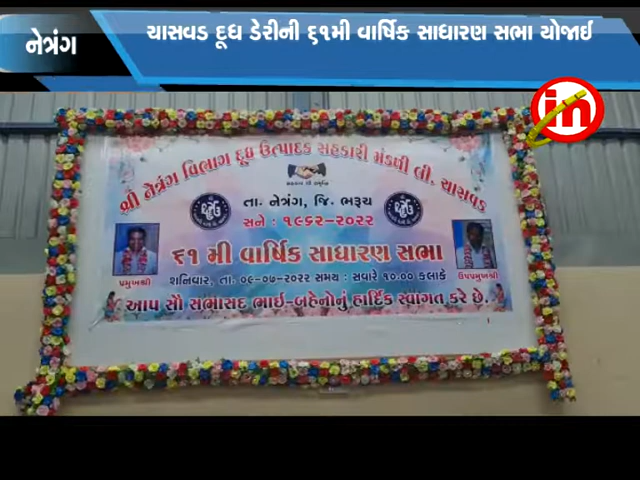 નેત્રંગ
ચાસવડ દૂધ ડેરીની ૬૧મી વાર્ષિક સાધારણ સભા યોજાઈ
in
શ્રી નેત્રંગ વિભાગ દૂધ ઉત્પાદક સહકારી મંડળી લી. ચાસવડ
તા. નેત્રંગ, જિ. ભરૂચ
સને : ૧૯૬૨-૨૦૨૨
૬૧ મી વાર્ષિક સાધારણ સભા
શનિવાર, તા. ૦૯-૦૭-૨૦૨૨ સમય : સવારે ૧૦.૦૦ કલાકે
પ્રમુખશ્રી
ઉપપ્રમુખશ્રી
આપ સૌ સભાસદ ભાઈ-બહેનોનું હાર્દિક સ્વાગત કરે છે.